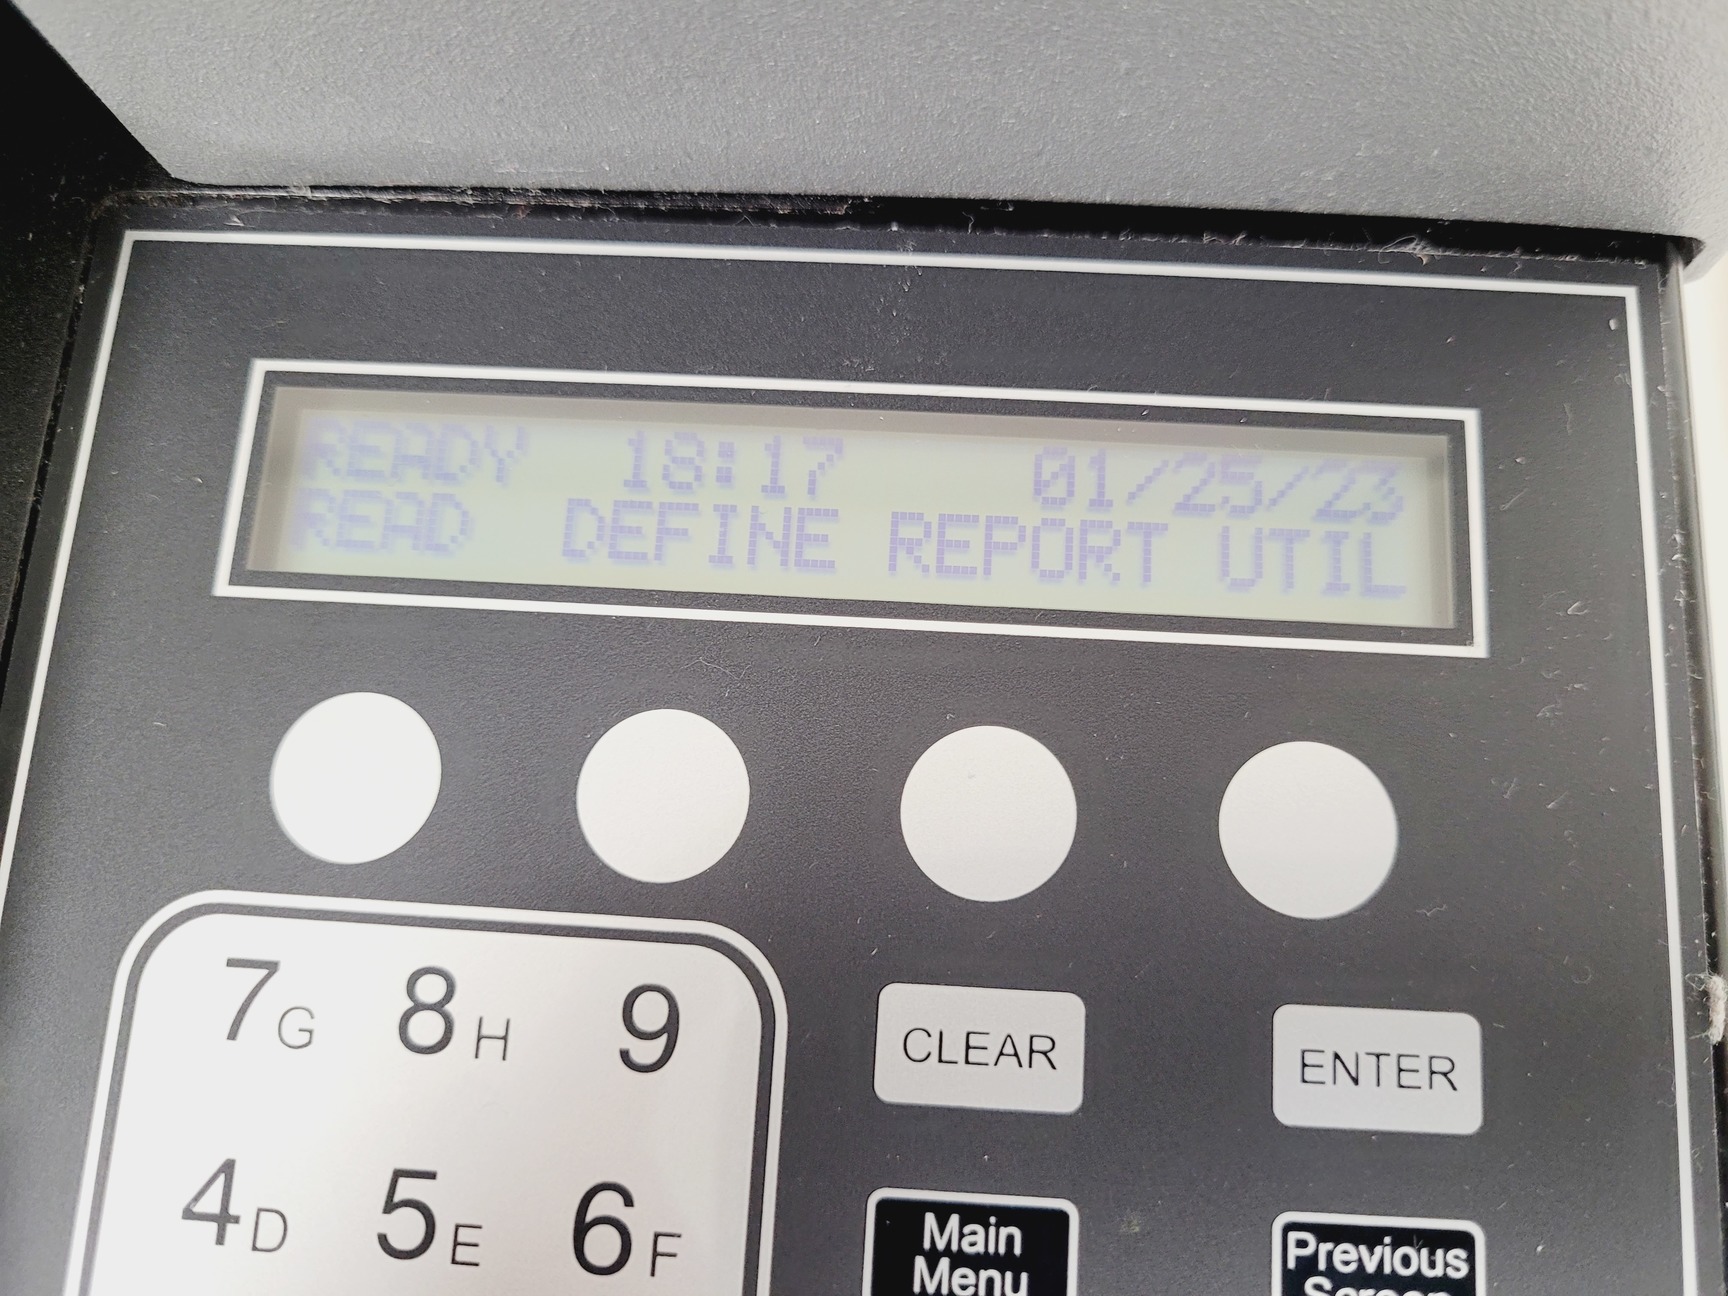 READY 18:17 01/25/23
READ DEFINE REPORT UTIL
7G 8H 9
CLEAR
ENTER
4D 5E 6F
Main
Menu
Previous
Screen